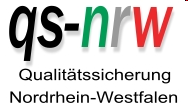 qs-nrw
Qualitätssicherung
Nordrhein-Westfalen